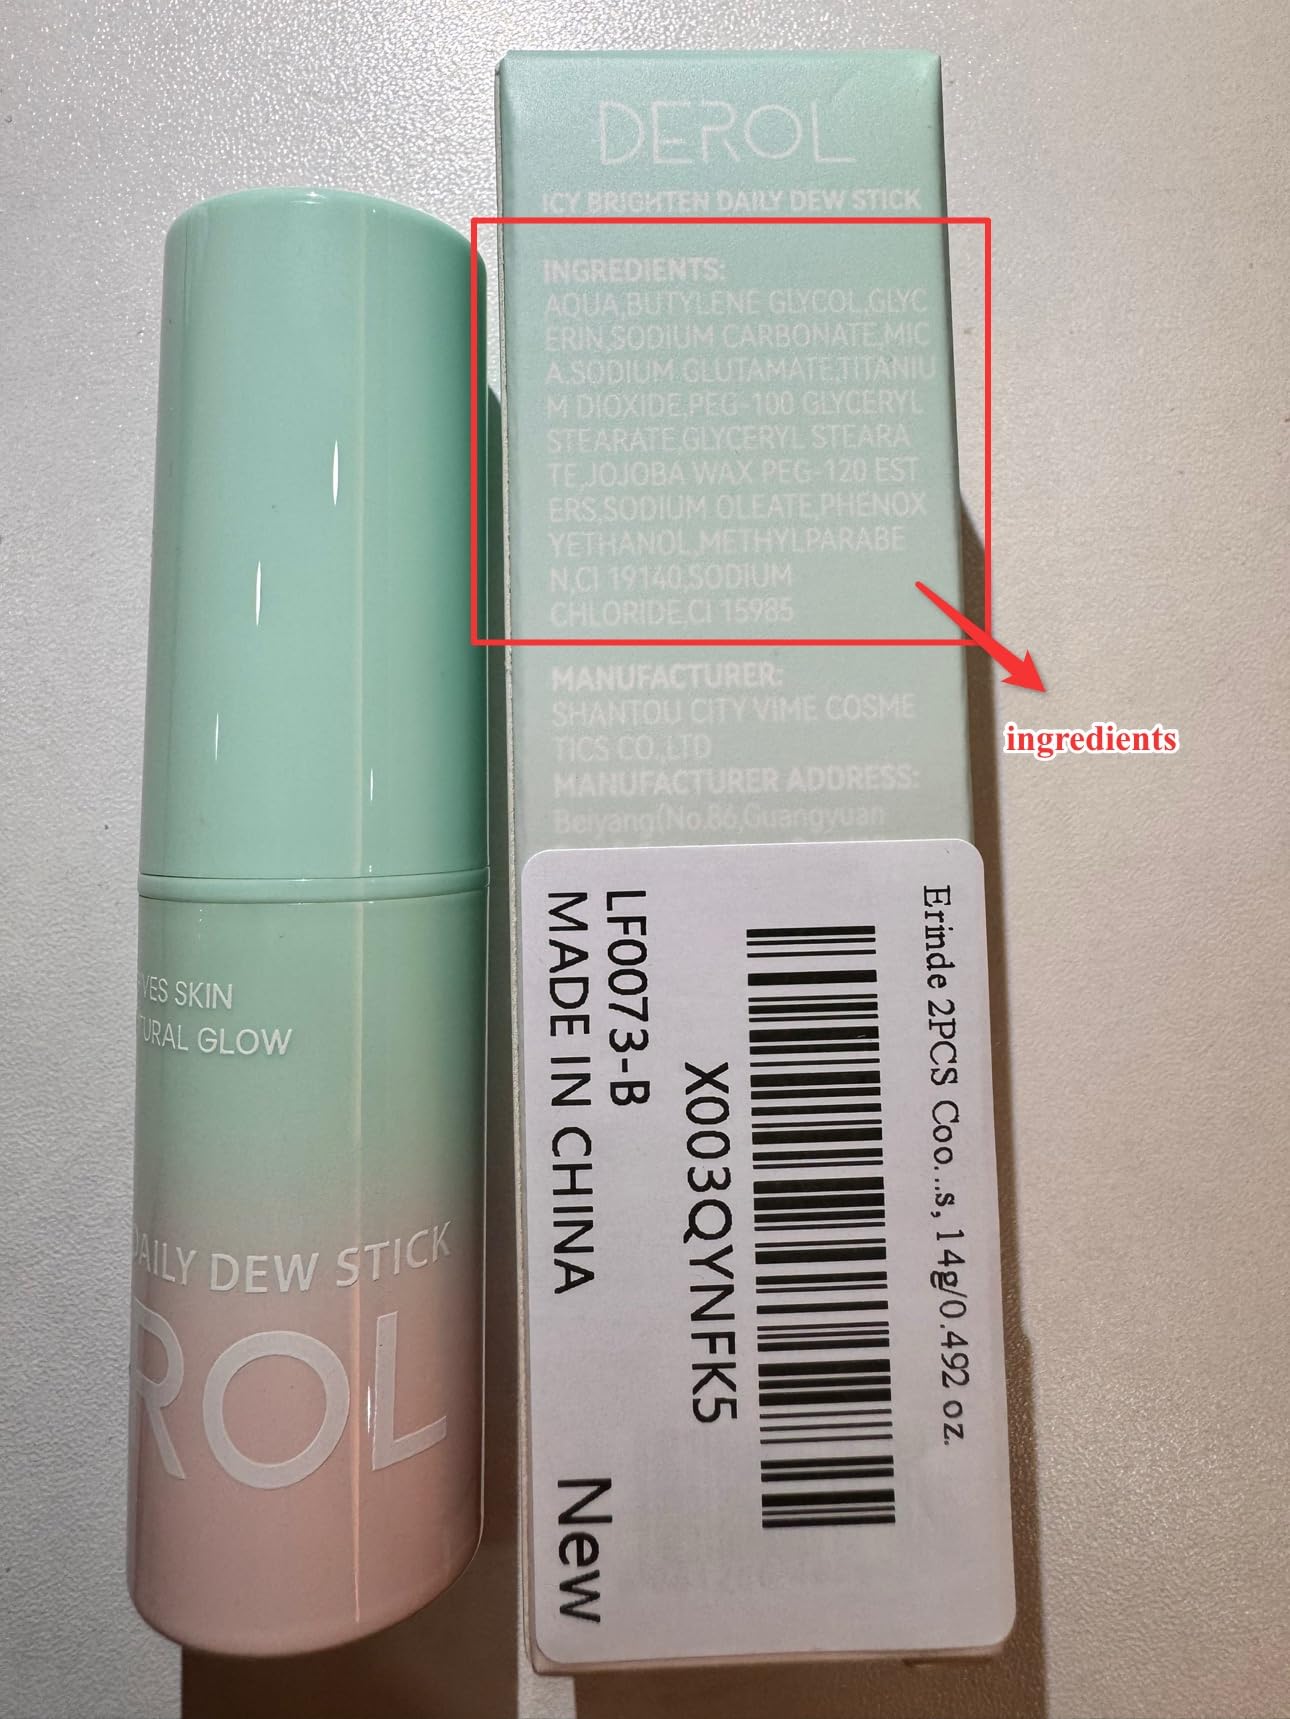 DEROL
ICY BRIGHTEN DAILY DEW STICK
INGREDIENTS:
AQUA,BUTYLENE GLYCOL,GLYC
ERIN,SODIUM CARBONATE,MIC
A,SODIUM GLUTAMATE,TITANIU
M DIOXIDE,PEG-100 GLYCERYL
STEARATE,GLYCERYL STEARA
TE,JOJOBA WAX PEG-120 EST
ERS,SODIUM OLEATE,PHENOX
YETHANOL,METHYLPARABE
N,CI 19140,SODIUM
CHLORIDE,CI 15985
ingredients
MANUFACTURER:
SHANTOU CITY VIME COSME
TICS CO.,LTD
MANUFACTURER ADDRESS:
Beiyang(No.86,Guangyuan
Erinde 2PCS Coo...s, 14g/0.492 oz.
X003QYNFK5
LF0073-B
MADE IN CHINA
New
VES SKIN
TURAL GLOW
DAILY DEW STICK
ROL